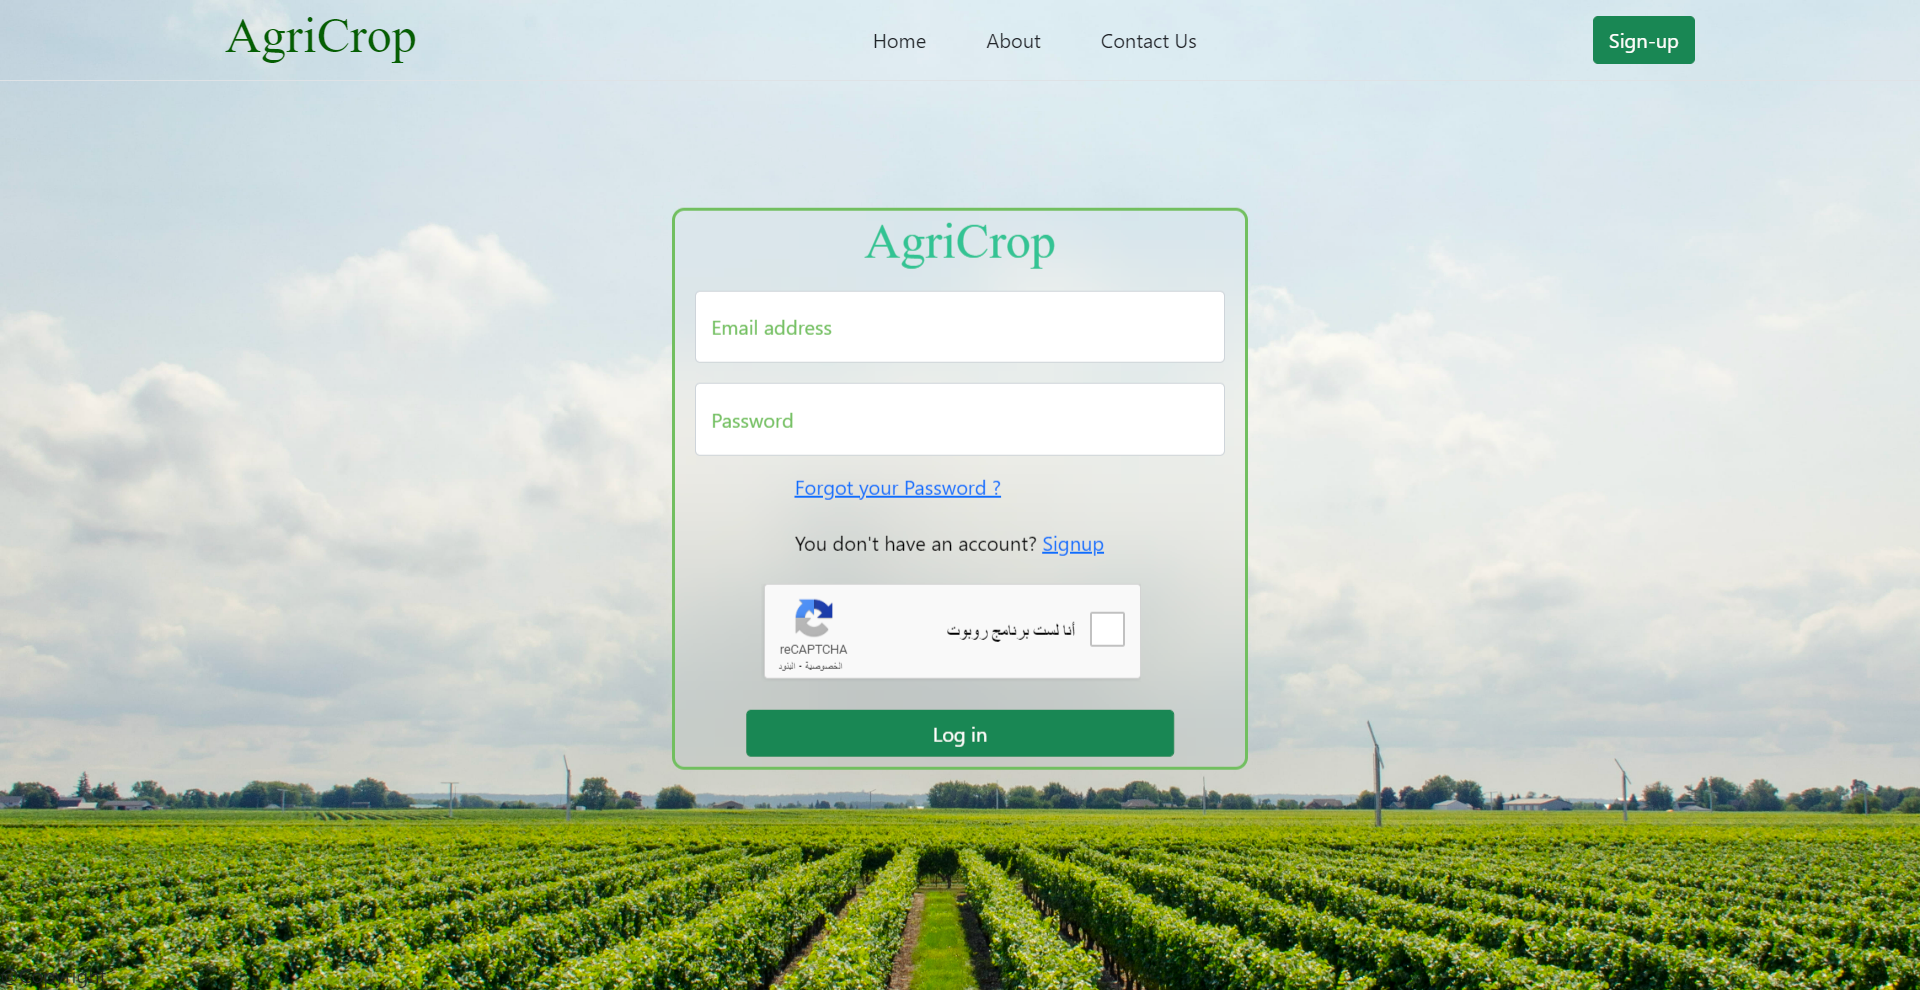 AgriCrop
Home
About
Contact Us
Sign-up
AgriCrop
Email address
Password
Forgot your Password ?
You don't have an account? Signup
أنا لست برنامج روبوت
reCAPTCHA
الخصوصية - البنود
Log in